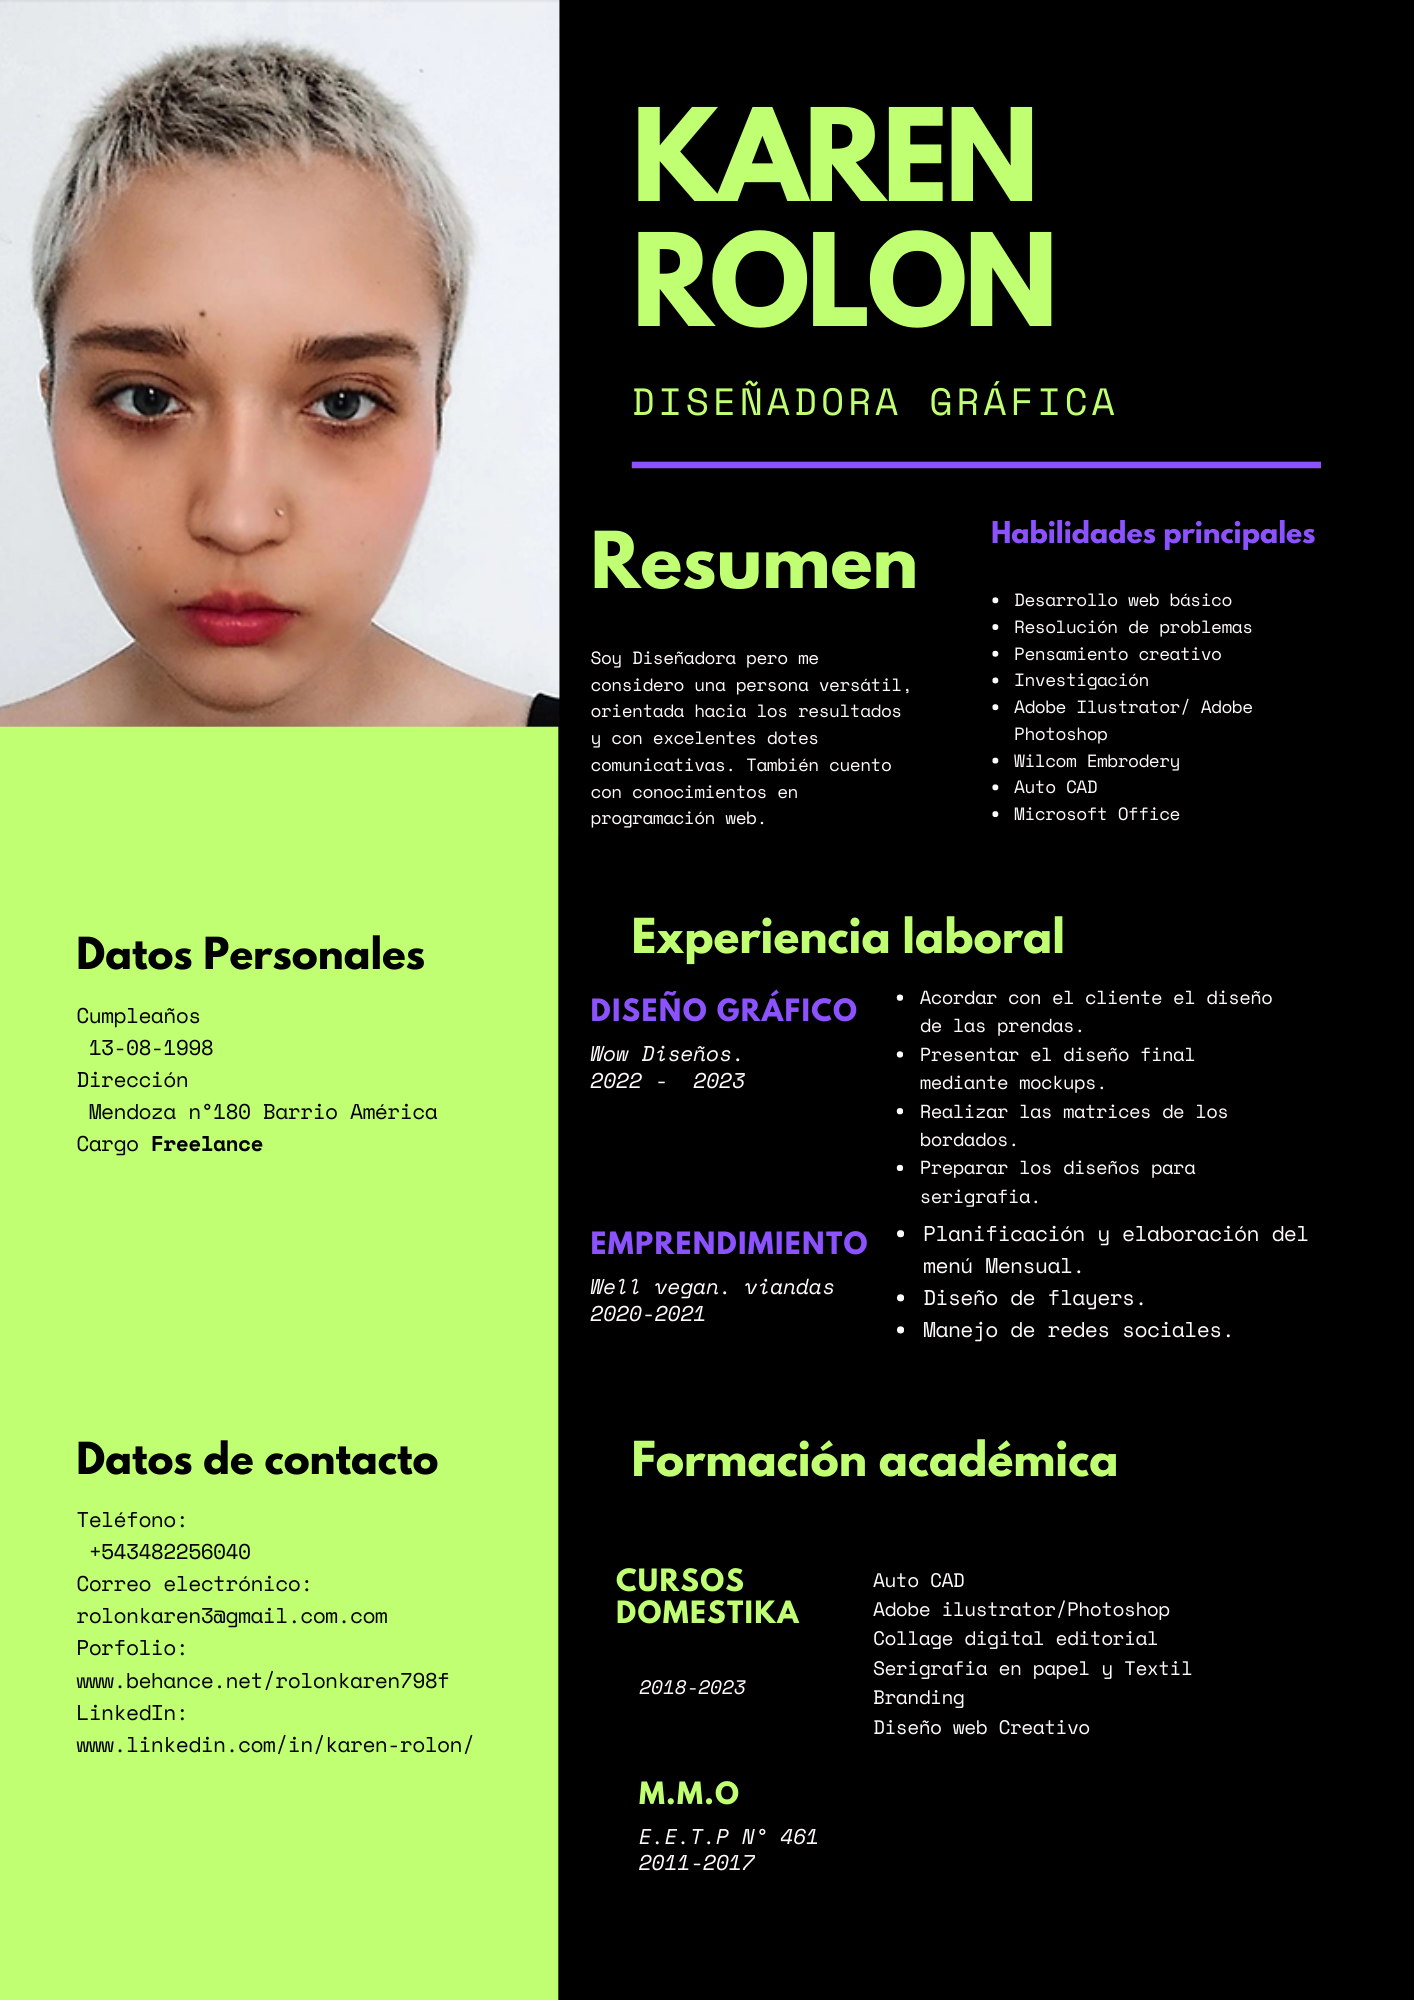 KAREN
ROLON
DISEÑADORA GRÁFICA
Resumen
Soy Diseñadora pero me
considero una persona versátil,
orientada hacia los resultados
y con excelentes dotes
comunicativas. También cuento
con conocimientos en
programación web.
Habilidades principales
• Desarrollo web básico
• Resolución de problemas
• Pensamiento creativo
• Investigación
• Adobe Ilustrator/ Adobe
Photoshop
• Wilcom Embrodery
• Auto CAD
• Microsoft Office
Datos Personales
Cumpleaños
13-08-1998
Dirección
Mendoza n°180 Barrio América
Cargo Freelance
Experiencia laboral
DISEÑO GRÁFICO
Wow Diseños.
2022 - 2023
• Acordar con el cliente el diseño
de las prendas.
• Presentar el diseño final
mediante mockups.
• Realizar las matrices de los
bordados.
• Preparar los diseños para
serigrafia.
EMPRENDIMIENTO
Well vegan. viandas
2020-2021
• Planificación y elaboración del
menú Mensual.
• Diseño de flayers.
• Manejo de redes sociales.
Datos de contacto
Teléfono:
+543482256040
Correo electrónico:
rolonkaren3@gmail.com.com
Porfolio:
www.behance.net/rolonkaren798f
LinkedIn:
www.linkedin.com/in/karen-rolon/
Formación académica
CURSOS
DOMESTIKA
2018-2023
Auto CAD
Adobe ilustrator/Photoshop
Collage digital editorial
Serigrafia en papel y Textil
Branding
Diseño web Creativo
M.M.O
E.E.T.P N° 461
2011-2017